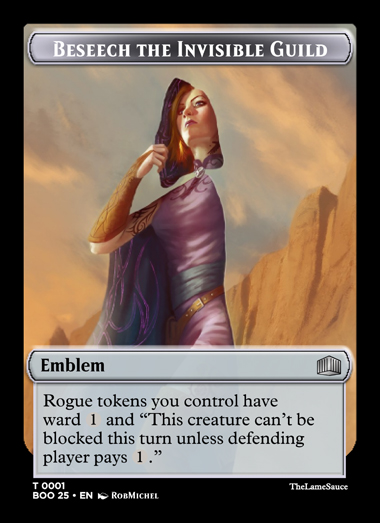 Beseech the Invisible Guild
Emblem
Rogue tokens you control have
ward 1 and “This creature can’t be
blocked this turn unless defending
player pays 1.”
T 0001
BOO 25 • EN RobMichel
TheLameSauce